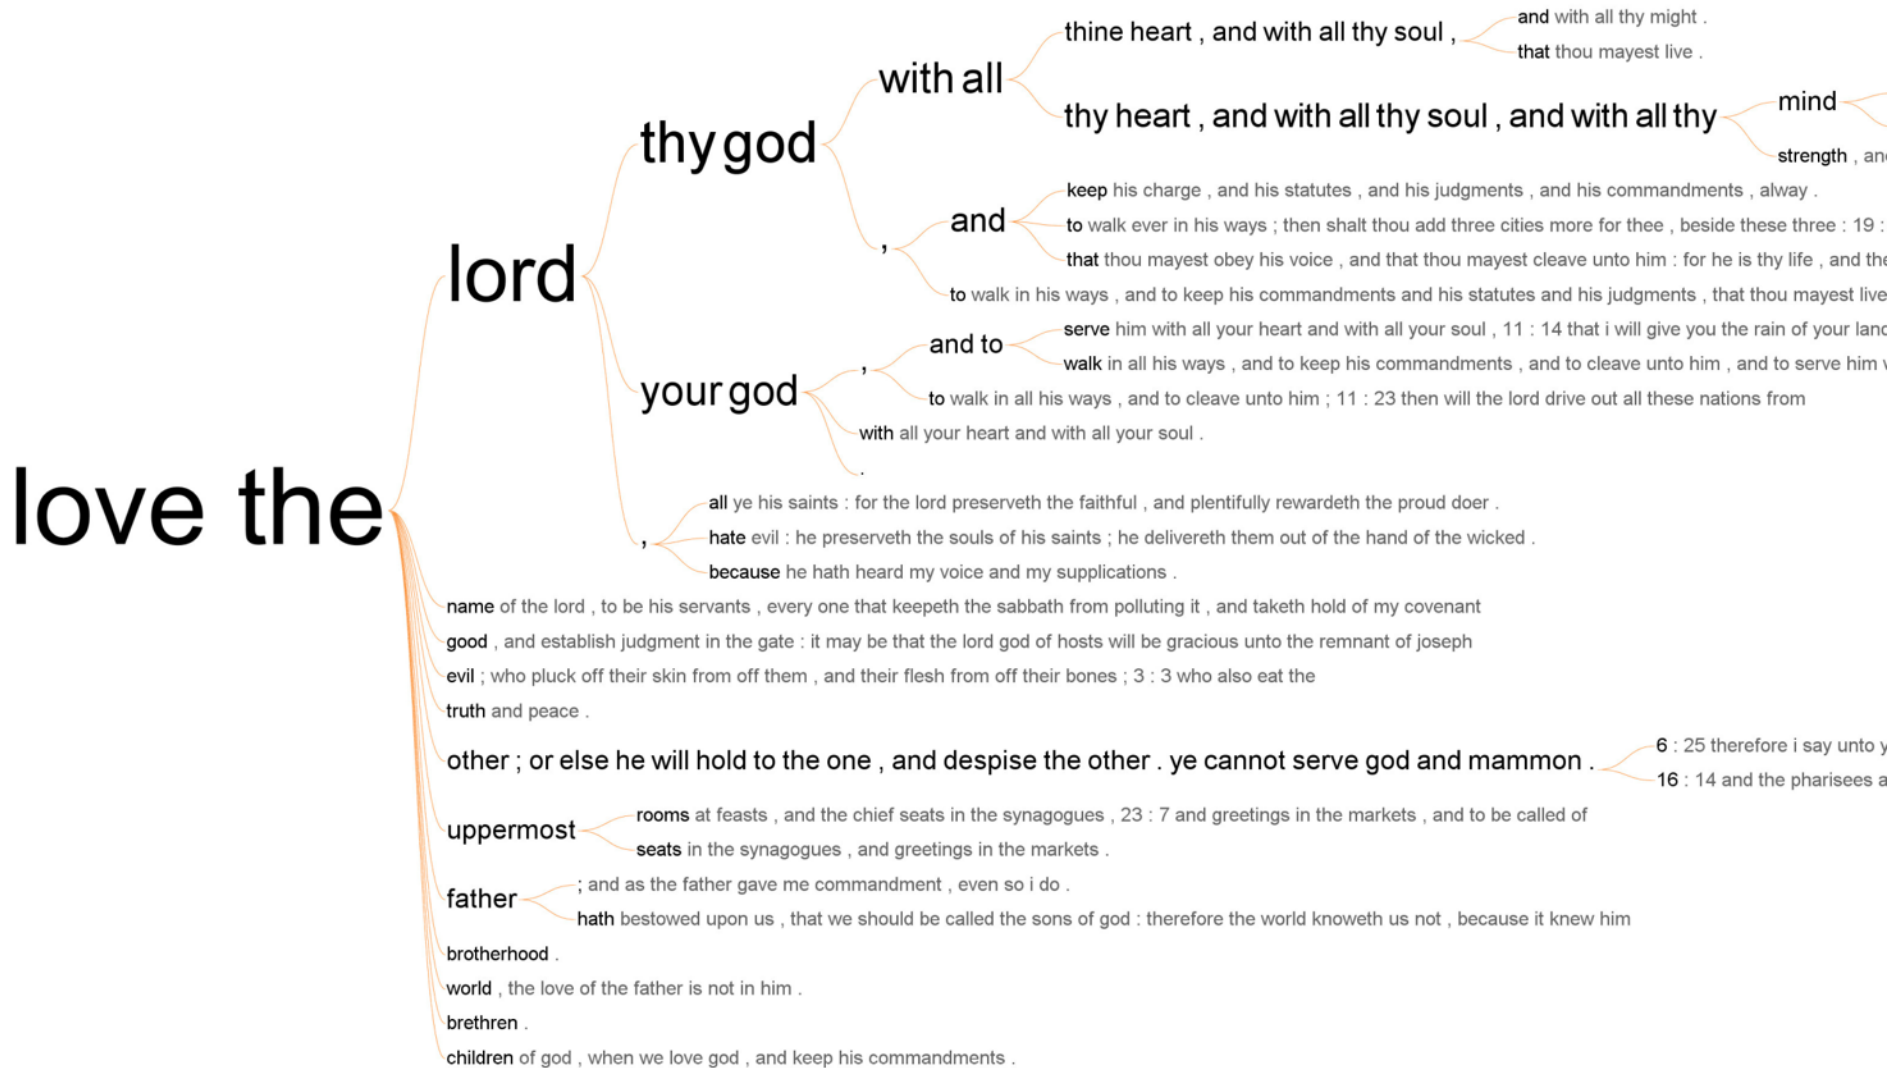 love the
lord
thy god
with all
thine heart , and with all thy soul ,
and with all thy might .
that thou mayest live .
thy heart , and with all thy soul , and with all thy
mind
strength , and
,
and
keep his charge , and his statutes , and his judgments , and his commandments , alway .
to walk ever in his ways ; then shalt thou add three cities more for thee , beside these three : 19 :
that thou mayest obey his voice , and that thou mayest cleave unto him : for he is thy life , and the
to walk in his ways , and to keep his commandments and his statutes and his judgments , that thou mayest live
your god
,
and to
serve him with all your heart and with all your soul , 11 : 14 that i will give you the rain of your land
walk in all his ways , and to keep his commandments , and to cleave unto him , and to serve him
to walk in all his ways , and to cleave unto him ; 11 : 23 then will the lord drive out all these nations from
with all your heart and with all your soul .
.
,
all ye his saints : for the lord preserveth the faithful , and plentifully rewardeth the proud doer .
hate evil : he preserveth the souls of his saints ; he delivereth them out of the hand of the wicked .
because he hath heard my voice and my supplications .
name of the lord , to be his servants , every one that keepeth the sabbath from polluting it , and taketh hold of my covenant
good , and establish judgment in the gate : it may be that the lord god of hosts will be gracious unto the remnant of joseph
evil ; who pluck off their skin from off them , and their flesh from off their bones ; 3 : 3 who also eat the
truth and peace .
other ; or else he will hold to the one , and despise the other . ye cannot serve god and mammon .
6 : 25 therefore i say unto y
16 : 14 and the pharisees a
uppermost
rooms at feasts , and the chief seats in the synagogues , 23 : 7 and greetings in the markets , and to be called of
seats in the synagogues , and greetings in the markets .
father
; and as the father gave me commandment , even so i do .
hath bestowed upon us , that we should be called the sons of god : therefore the world knoweth us not , because it knew him
brotherhood .
world , the love of the father is not in him .
brethren .
children of god , when we love god , and keep his commandments .